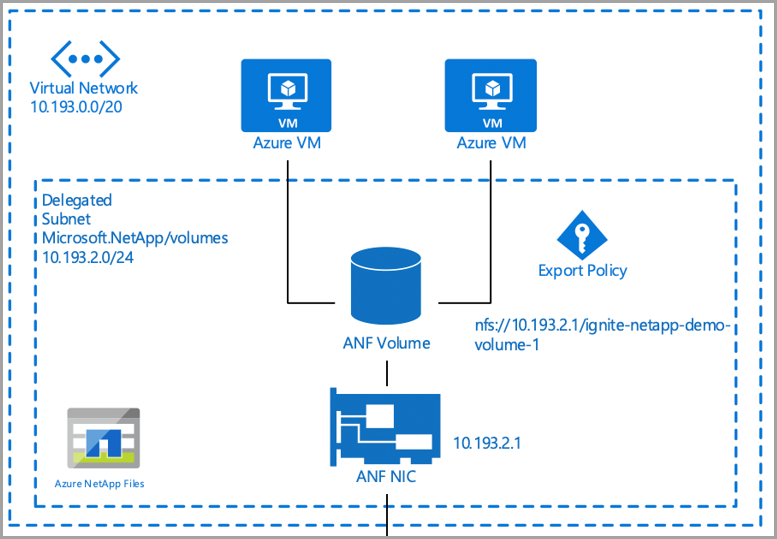 Virtual Network
10.193.0.0/20
VM
Azure VM
VM
Azure VM
Delegated
Subnet
Microsoft.NetApp/volumes
10.193.2.0/24
Export Policy
nfs://10.193.2.1/ignite-netapp-demo-
volume-1
ANF Volume
10.193.2.1
ANF NIC
Azure NetApp Files